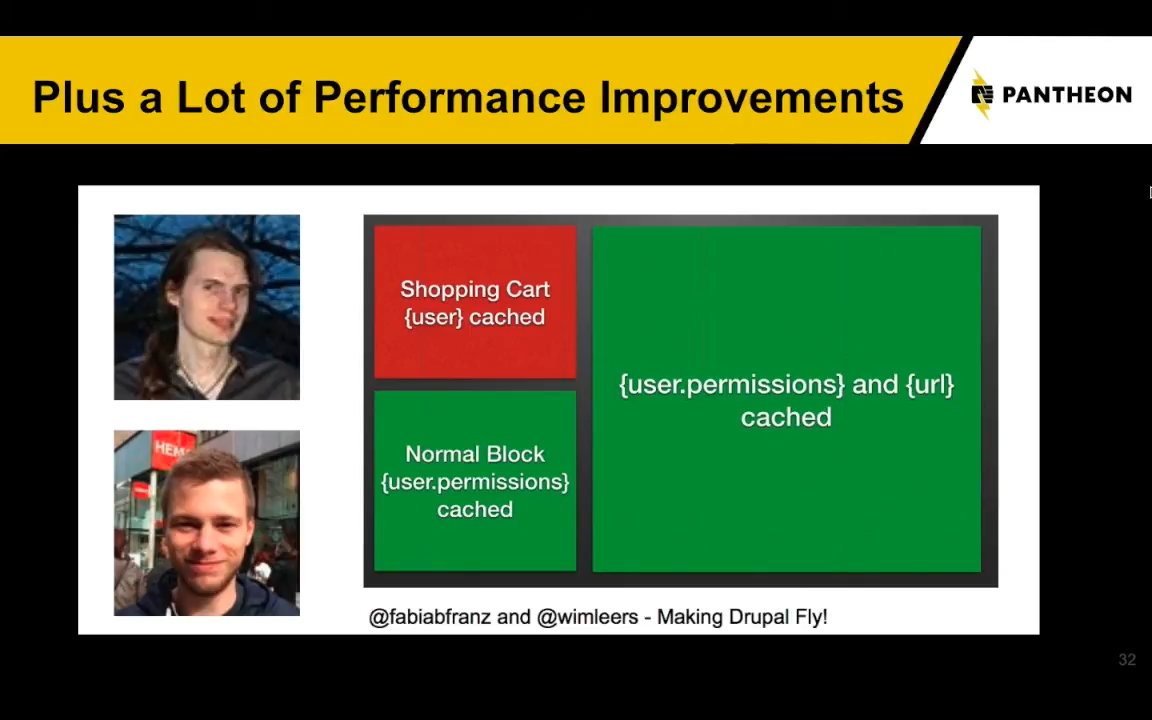 Plus a Lot of Performance Improvements
PANTHEON
Shopping Cart
{user} cached
Normal Block
{user.permissions}
cached
{user.permissions} and {url}
cached
HEM
@fabiabfranz and @wimleers - Making Drupal Fly!
32